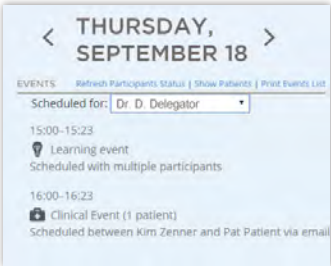 THURSDAY,
SEPTEMBER 18
EVENTS Refresh Participants Status | Show Patients | Print Events List
Scheduled for: Dr. D. Delegator
15:00-15:23
Learning event
Scheduled with multiple participants
16:00-16:23
Clinical Event (1 patient)
Scheduled between Kim Zenner and Pat Patient via email